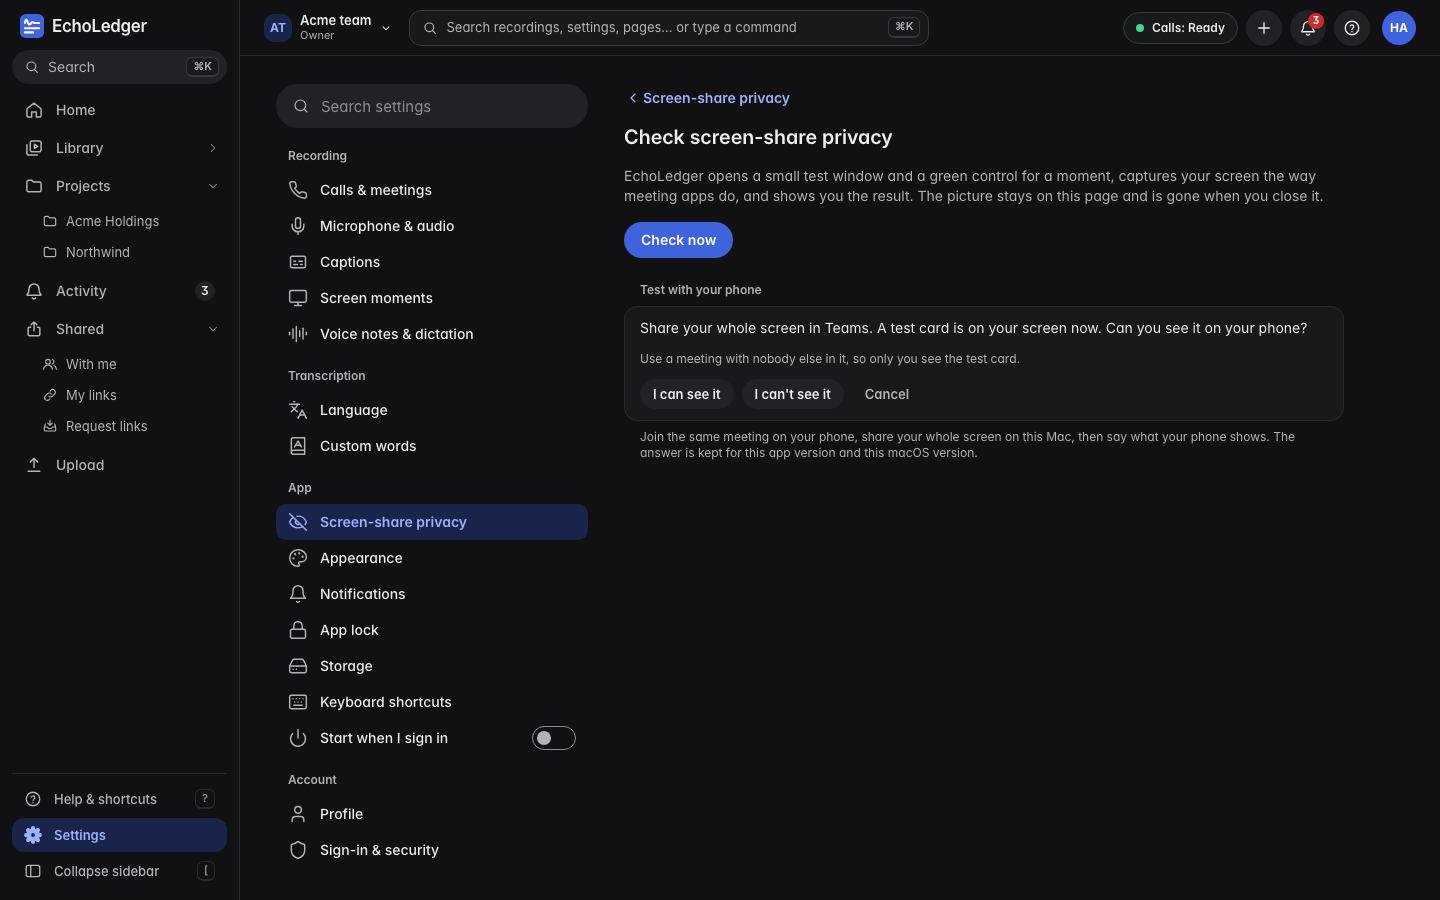 EchoLedger
Search ⌘K
Home
Library
Projects
Acme Holdings
Northwind
Activity 3
Shared
With me
My links
Request links
Upload
Help & shortcuts ?
Settings
Collapse sidebar [
AT Acme team
Owner
Search recordings, settings, pages... or type a command ⌘K
Calls: Ready
3
HA
Search settings
Recording
Calls & meetings
Microphone & audio
Captions
Screen moments
Voice notes & dictation
Transcription
Language
Custom words
App
Screen-share privacy
Appearance
Notifications
App lock
Storage
Keyboard shortcuts
Start when I sign in
Account
Profile
Sign-in & security
Screen-share privacy
Check screen-share privacy
EchoLedger opens a small test window and a green control for a moment, captures your screen the way
meeting apps do, and shows you the result. The picture stays on this page and is gone when you close it.
Check now
Test with your phone
Share your whole screen in Teams. A test card is on your screen now. Can you see it on your phone?
Use a meeting with nobody else in it, so only you see the test card.
I can see it I can't see it Cancel
Join the same meeting on your phone, share your whole screen on this Mac, then say what your phone shows. The
answer is kept for this app version and this macOS version.